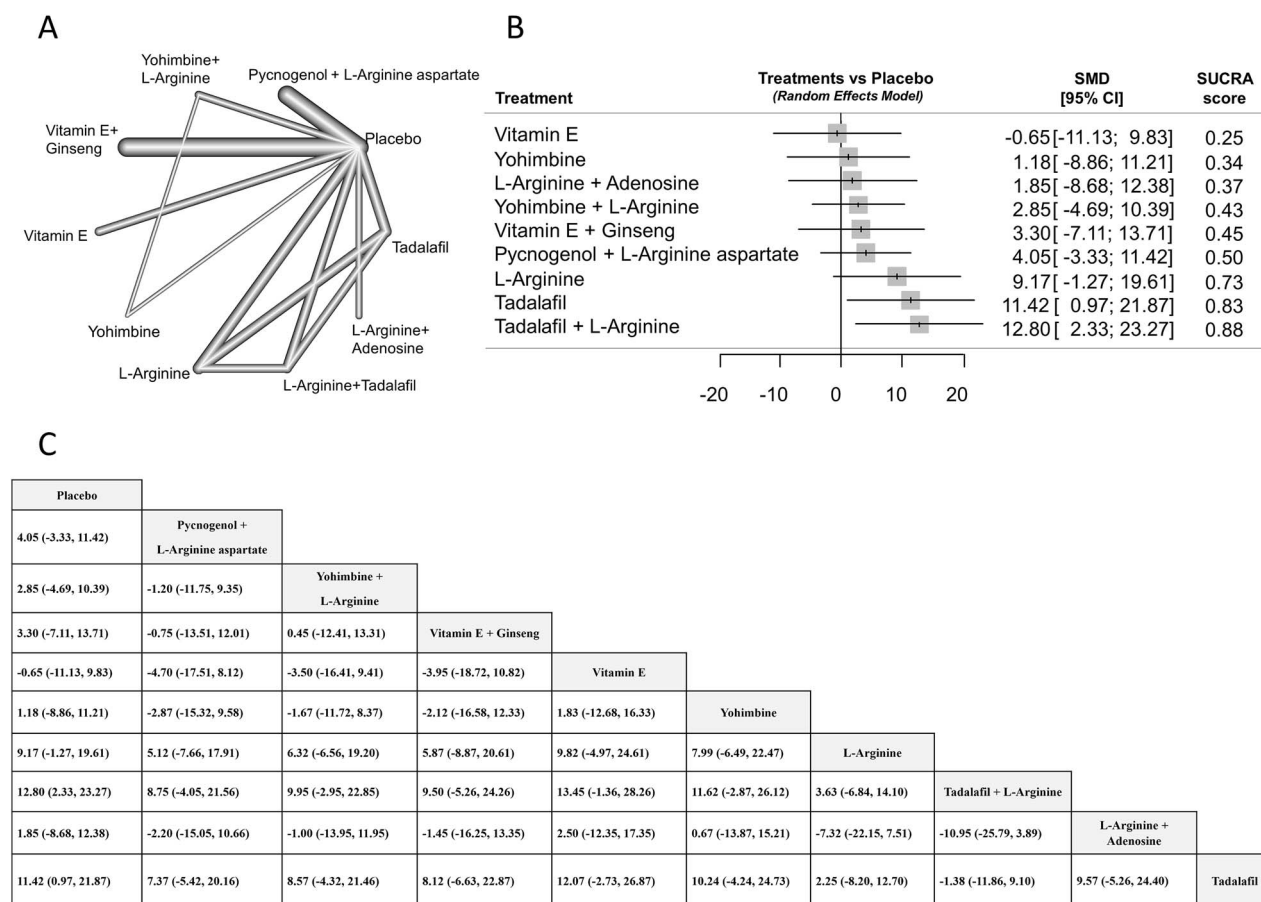 A
Yohimbine+
L-Arginine
Pycnogenol + L-Arginine aspartate
Vitamin E+
Ginseng
Placebo
Vitamin E
Tadalafil
Yohimbine
L-Arginine+
Adenosine
L-Arginine
L-Arginine+Tadalafil
B
Treatments vs Placebo SMD SUCRA
Treatment (Random Effects Model) [95% CI] score
Vitamin E -0.65[-11.13; 9.83] 0.25
Yohimbine 1.18[ -8.86; 11.21] 0.34
L-Arginine + Adenosine 1.85[ -8.68; 12.38] 0.37
Yohimbine + L-Arginine 2.85[ -4.69; 10.39] 0.43
Vitamin E + Ginseng 3.30[ -7.11; 13.71] 0.45
Pycnogenol + L-Arginine aspartate 4.05[ -3.33; 11.42] 0.50
L-Arginine 9.17[ -1.27; 19.61] 0.73
Tadalafil 11.42[ 0.97; 21.87] 0.83
Tadalafil + L-Arginine 12.80[ 2.33; 23.27] 0.88
-20 -10 0 10 20
C
Placebo
4.05 (-3.33, 11.42) Pycnogenol +
L-Arginine aspartate
2.85 (-4.69, 10.39) -1.20 (-11.75, 9.35) Yohimbine +
L-Arginine
3.30 (-7.11, 13.71) -0.75 (-13.51, 12.01) 0.45 (-12.41, 13.31) Vitamin E + Ginseng
-0.65 (-11.13, 9.83) -4.70 (-17.51, 8.12) -3.50 (-16.41, 9.41) -3.95 (-18.72, 10.82) Vitamin E
1.18 (-8.86, 11.21) -2.87 (-15.32, 9.58) -1.67 (-11.72, 8.37) -2.12 (-16.58, 12.33) 1.83 (-12.68, 16.33) Yohimbine
9.17 (-1.27, 19.61) 5.12 (-7.66, 17.91) 6.32 (-6.56, 19.20) 5.87 (-8.87, 20.61) 9.82 (-4.97, 24.61) 7.99 (-6.49, 22.47) L-Arginine
12.80 (2.33, 23.27) 8.75 (-4.05, 21.56) 9.95 (-2.95, 22.85) 9.50 (-5.26, 24.26) 13.45 (-1.36, 28.26) 11.62 (-2.87, 26.12) 3.63 (-6.84, 14.10) Tadalafil + L-Arginine
1.85 (-8.68, 12.38) -2.20 (-15.05, 10.66) -1.00 (-13.95, 11.95) -1.45 (-16.25, 13.35) 2.50 (-12.35, 17.35) 0.67 (-13.87, 15.21) -7.32 (-22.15, 7.51) -10.95 (-25.79, 3.89) L-Arginine +
Adenosine
11.42 (0.97, 21.87) 7.37 (-5.42, 20.16) 8.57 (-4.32, 21.46) 8.12 (-6.63, 22.87) 12.07 (-2.73, 26.87) 10.24 (-4.24, 24.73) 2.25 (-8.20, 12.70) -1.38 (-11.86, 9.10) 9.57 (-5.26, 24.40) Tadalafil